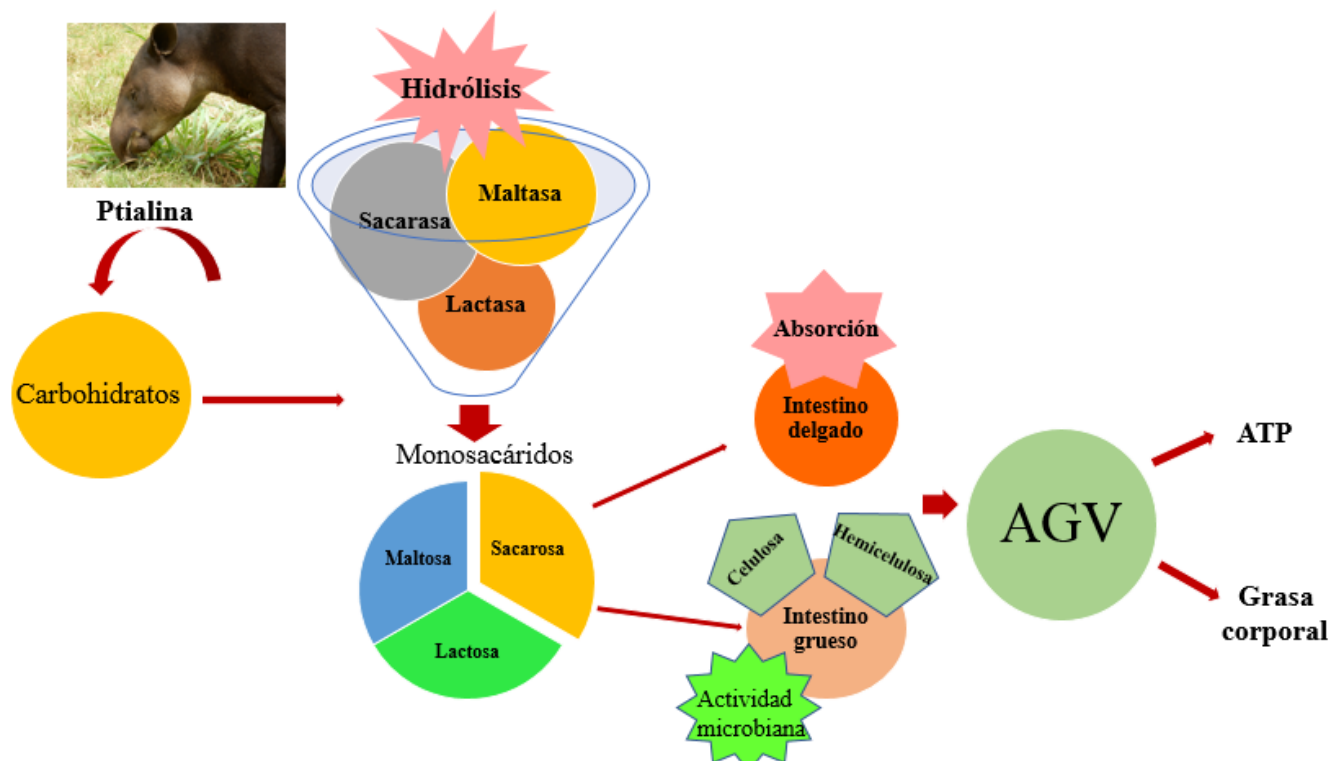 Hidrólisis
Ptialina
Sacarasa
Maltasa
Lactasa
Carbohidratos
Monosacáridos
Maltosa
Sacarosa
Lactosa
Absorción
Intestino
delgado
Celulosa
Hemicelulosa
Intestino
grueso
Actividad
microbiana
AGV
ATP
Grasa
corporal